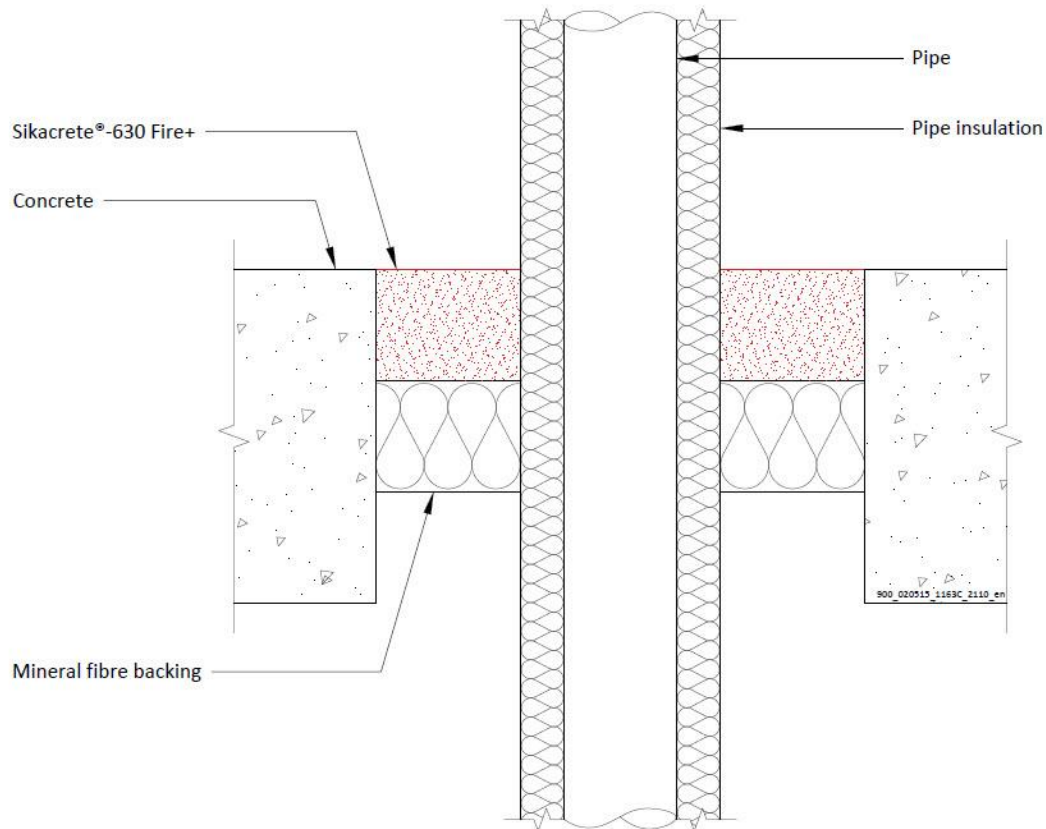 Pipe
Sikacrete®-630 Fire+
Pipe insulation
Concrete
900_020515_1163C_2110_en
Mineral fibre backing